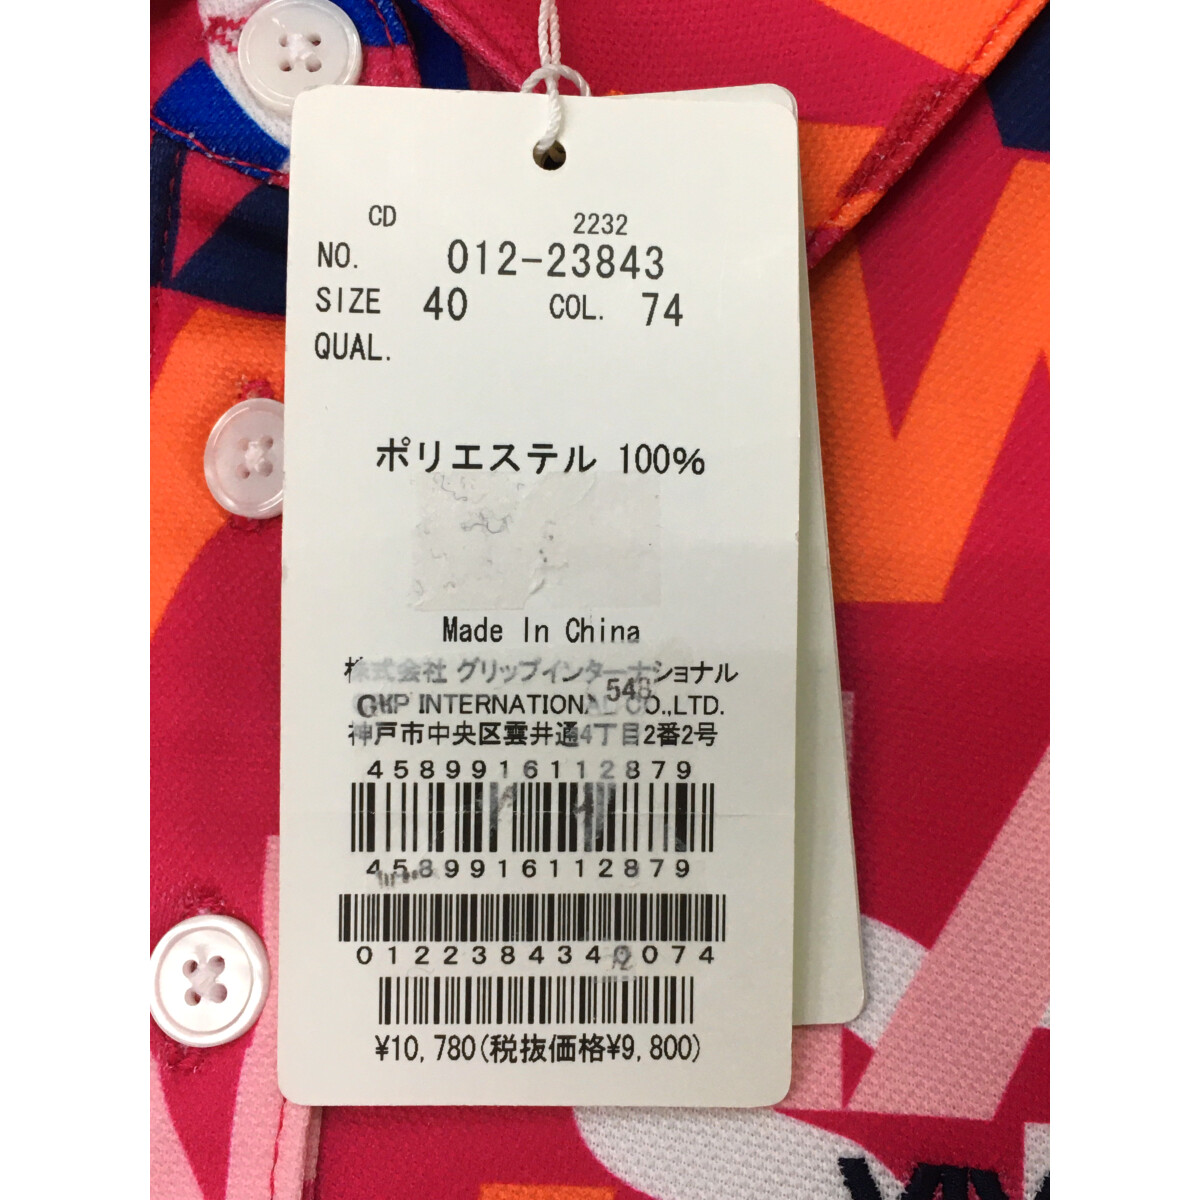 CD 2232
NO. 012-23843
SIZE 40 COL. 74
QUAL.
ポリエステル 100%
Made In China
株式会社 グリップインターナショナル
INTERNATIONAL CO.,LTD.
548
神戸市中央区雲井通4丁目2番2号
4589916112879
4589916112879
0122384340074
¥10,780(税抜価格¥9,800)